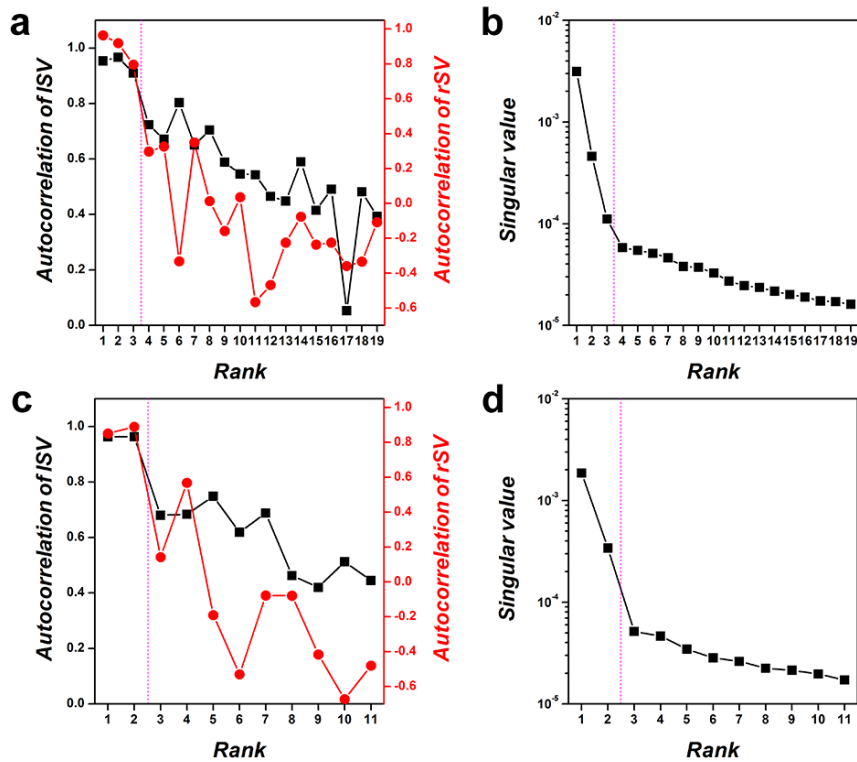 a
Autocorrelation of lSV
1.0
0.8
0.6
0.4
0.2
0.0
1 2 3 4 5 6 7 8 9 10 11 12 13 14 15 16 17 18 19
Rank
1.0
0.8
0.6
0.4
0.2
0.0
-0.2
-0.4
-0.6
Autocorrelation of rSV
b
Singular value
10-2
10-3
10-4
10-5
1 2 3 4 5 6 7 8 9 10 11 12 13 14 15 16 17 18 19
Rank
c
Autocorrelation of lSV
1.0
0.8
0.6
0.4
0.2
0.0
1 2 3 4 5 6 7 8 9 10 11
Rank
1.0
0.8
0.6
0.4
0.2
0.0
-0.2
-0.4
-0.6
Autocorrelation of rSV
d
Singular value
10-2
10-3
10-4
10-5
1 2 3 4 5 6 7 8 9 10 11
Rank